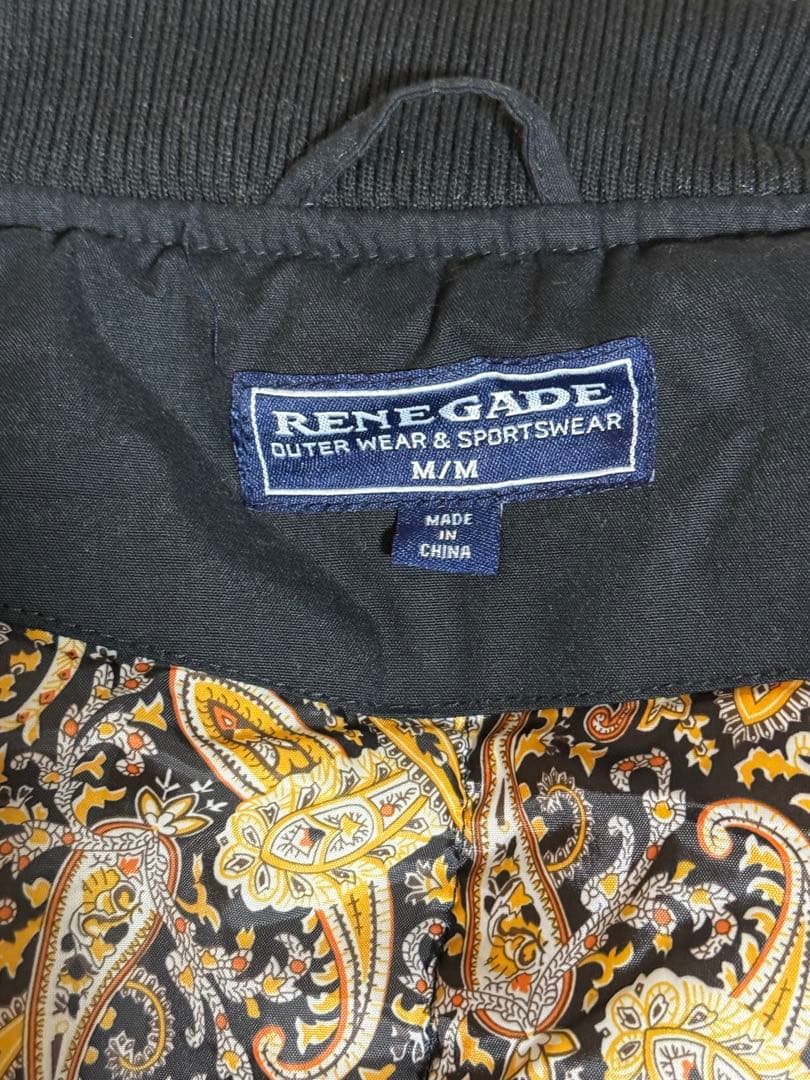 RENEGADE
OUTER WEAR & SPORTSWEAR
M/M
MADE
IN
CHINA